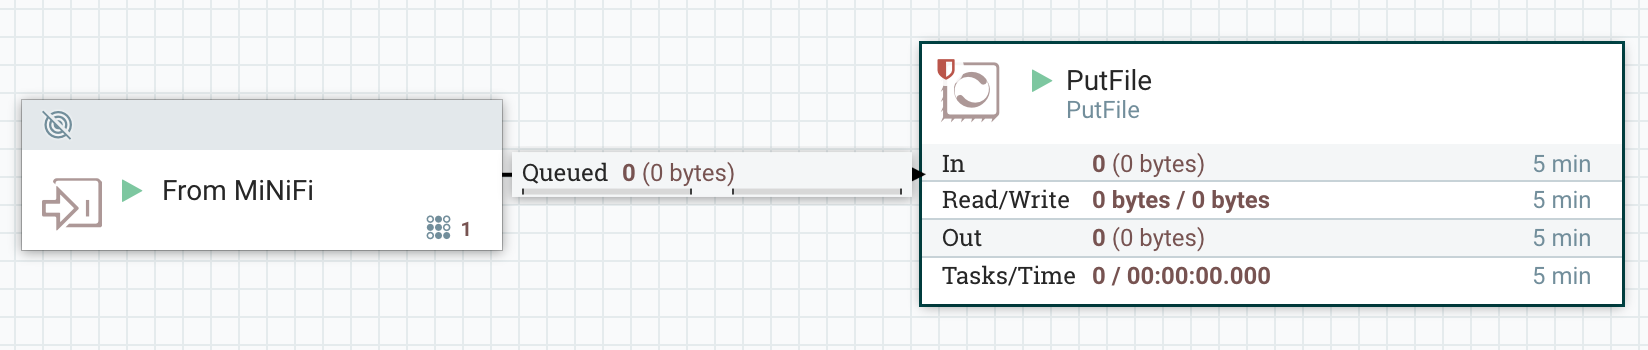 From MiNiFi
1
Queued 0 (0 bytes)
PutFile
PutFile
In 0 (0 bytes) 5 min
Read/Write 0 bytes / 0 bytes 5 min
Out 0 (0 bytes) 5 min
Tasks/Time 0 / 00:00:00.000 5 min